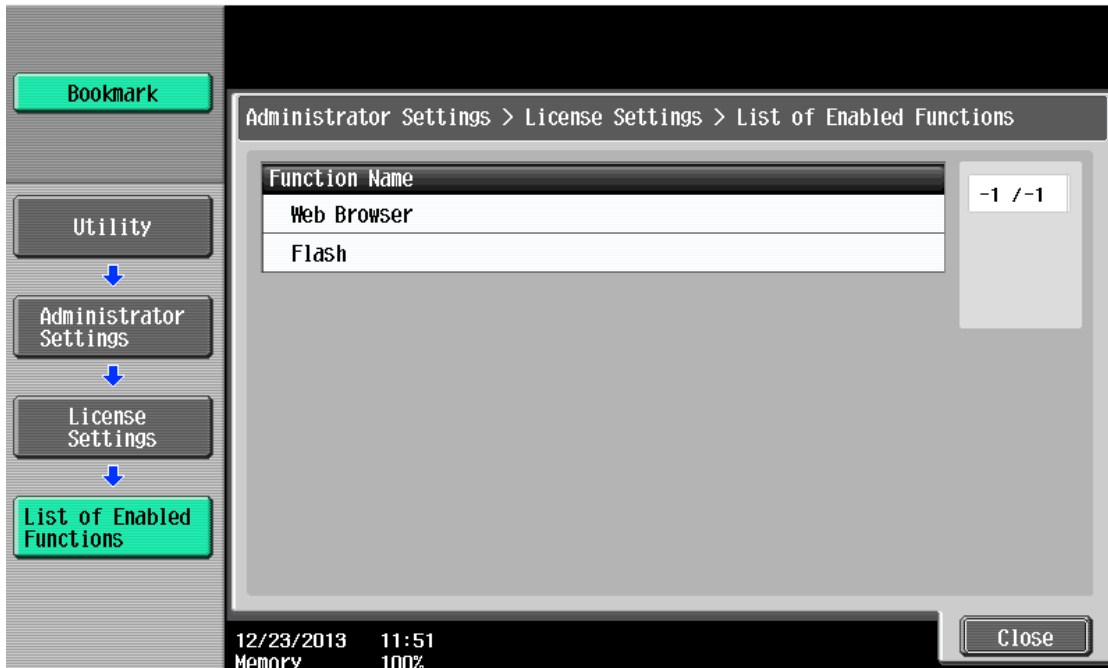 Bookmark
Utility
Administrator
Settings
License
Settings
List of Enabled
Functions
Administrator Settings > License Settings > List of Enabled Functions
Function Name
Web Browser
Flash
-1 /-1
12/23/2013 11:51
Memory 100%
Close